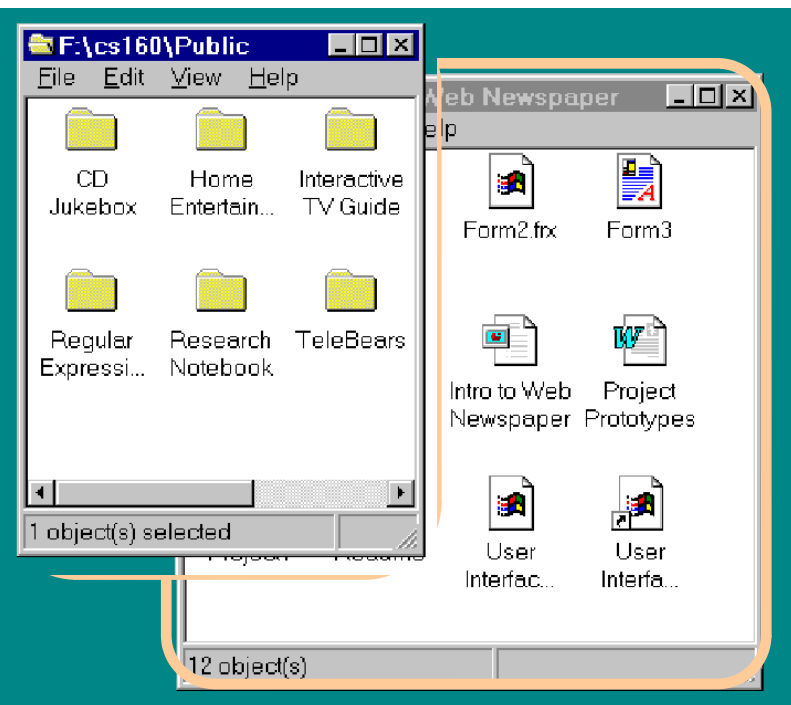 F:\cs160\Public
File Edit View Help
CD
Jukebox
Home
Entertain...
Interactive
TV Guide
Regular
Expressi...
Research
Notebook
TeleBears
1 object(s) selected
Web Newspaper
elp
Form2.frx
Form3
Intro to Web
Newspaper
Project
Prototypes
User
Interfac...
User
Interfa...
12 object(s)